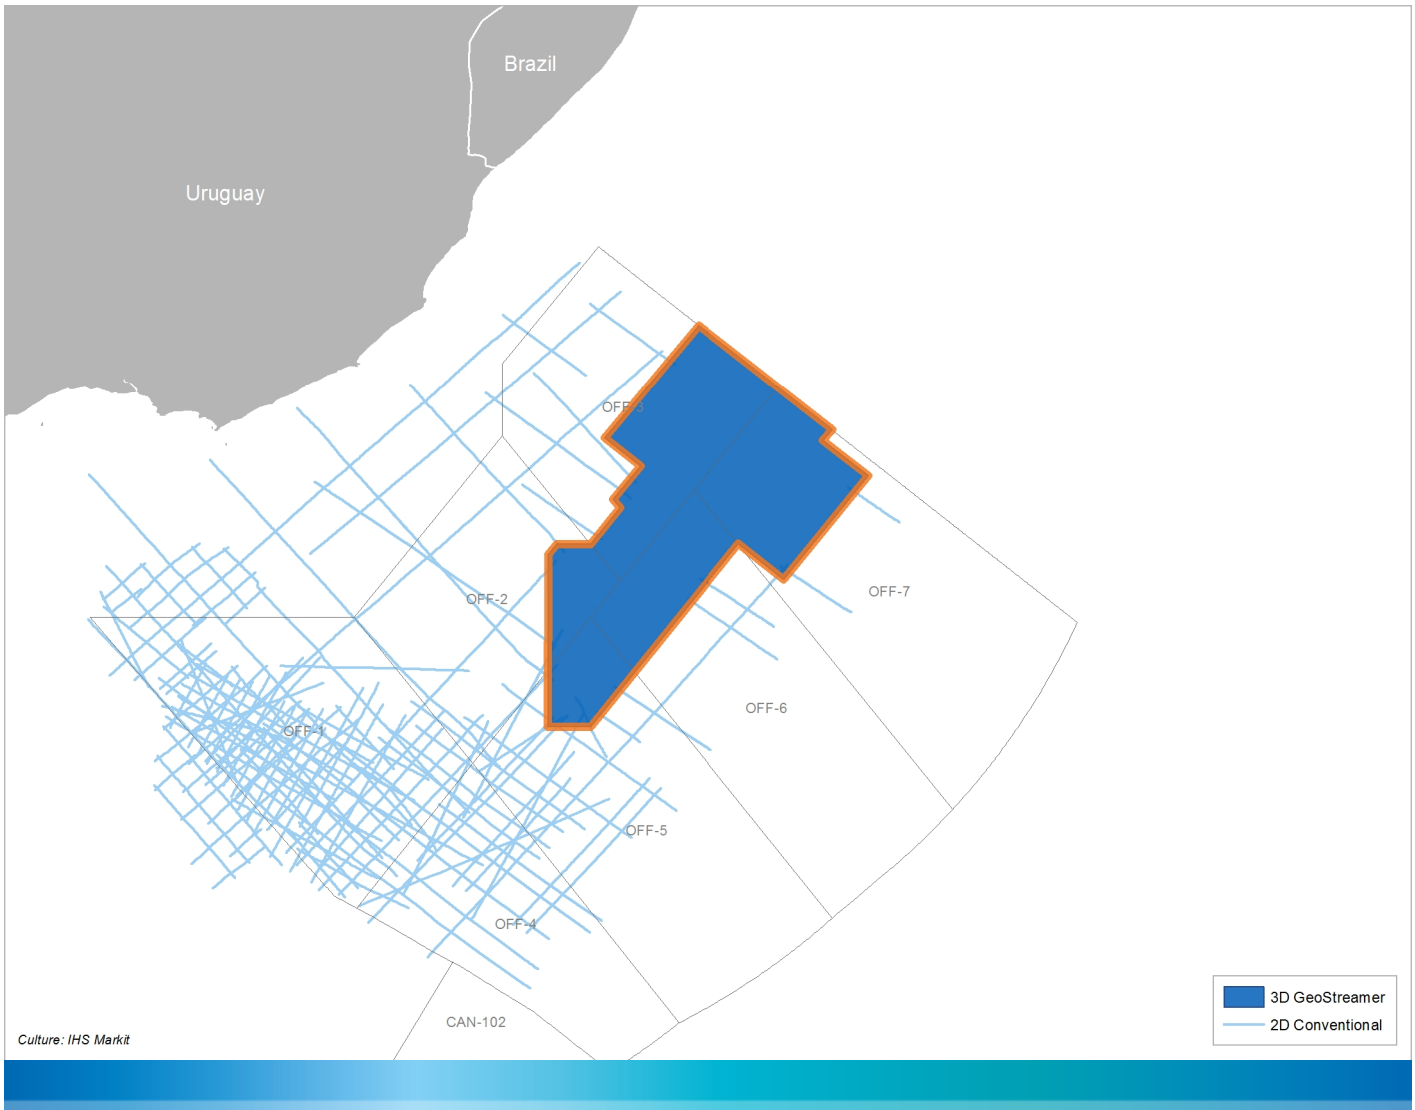 Brazil
Uruguay
OFF-3
OFF-2
OFF-7
OFF-6
OFF-1
OFF-5
OFF-4
CAN-102
3D GeoStreamer
2D Conventional
Culture: IHS Markit